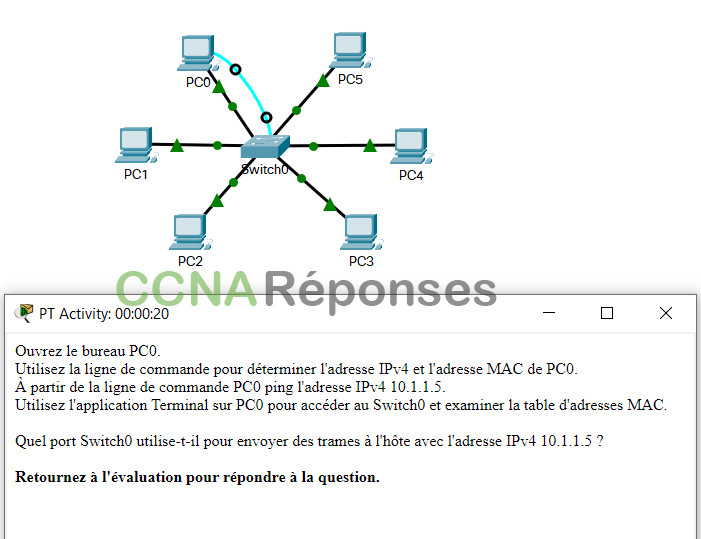 PC0
PC5
PC1
Switch0
PC4
PC2
PC3
CCNARéponses
PT Activity: 00:00:20
Ouvrez le bureau PC0.
Utilisez la ligne de commande pour déterminer l'adresse IPv4 et l'adresse MAC de PC0.
À partir de la ligne de commande PC0 ping l'adresse IPv4 10.1.1.5.
Utilisez l'application Terminal sur PC0 pour accéder au Switch0 et examiner la table d'adresses MAC.
Quel port Switch0 utilise-t-il pour envoyer des trames à l'hôte avec l'adresse IPv4 10.1.1.5 ?
Retournez à l'évaluation pour répondre à la question.